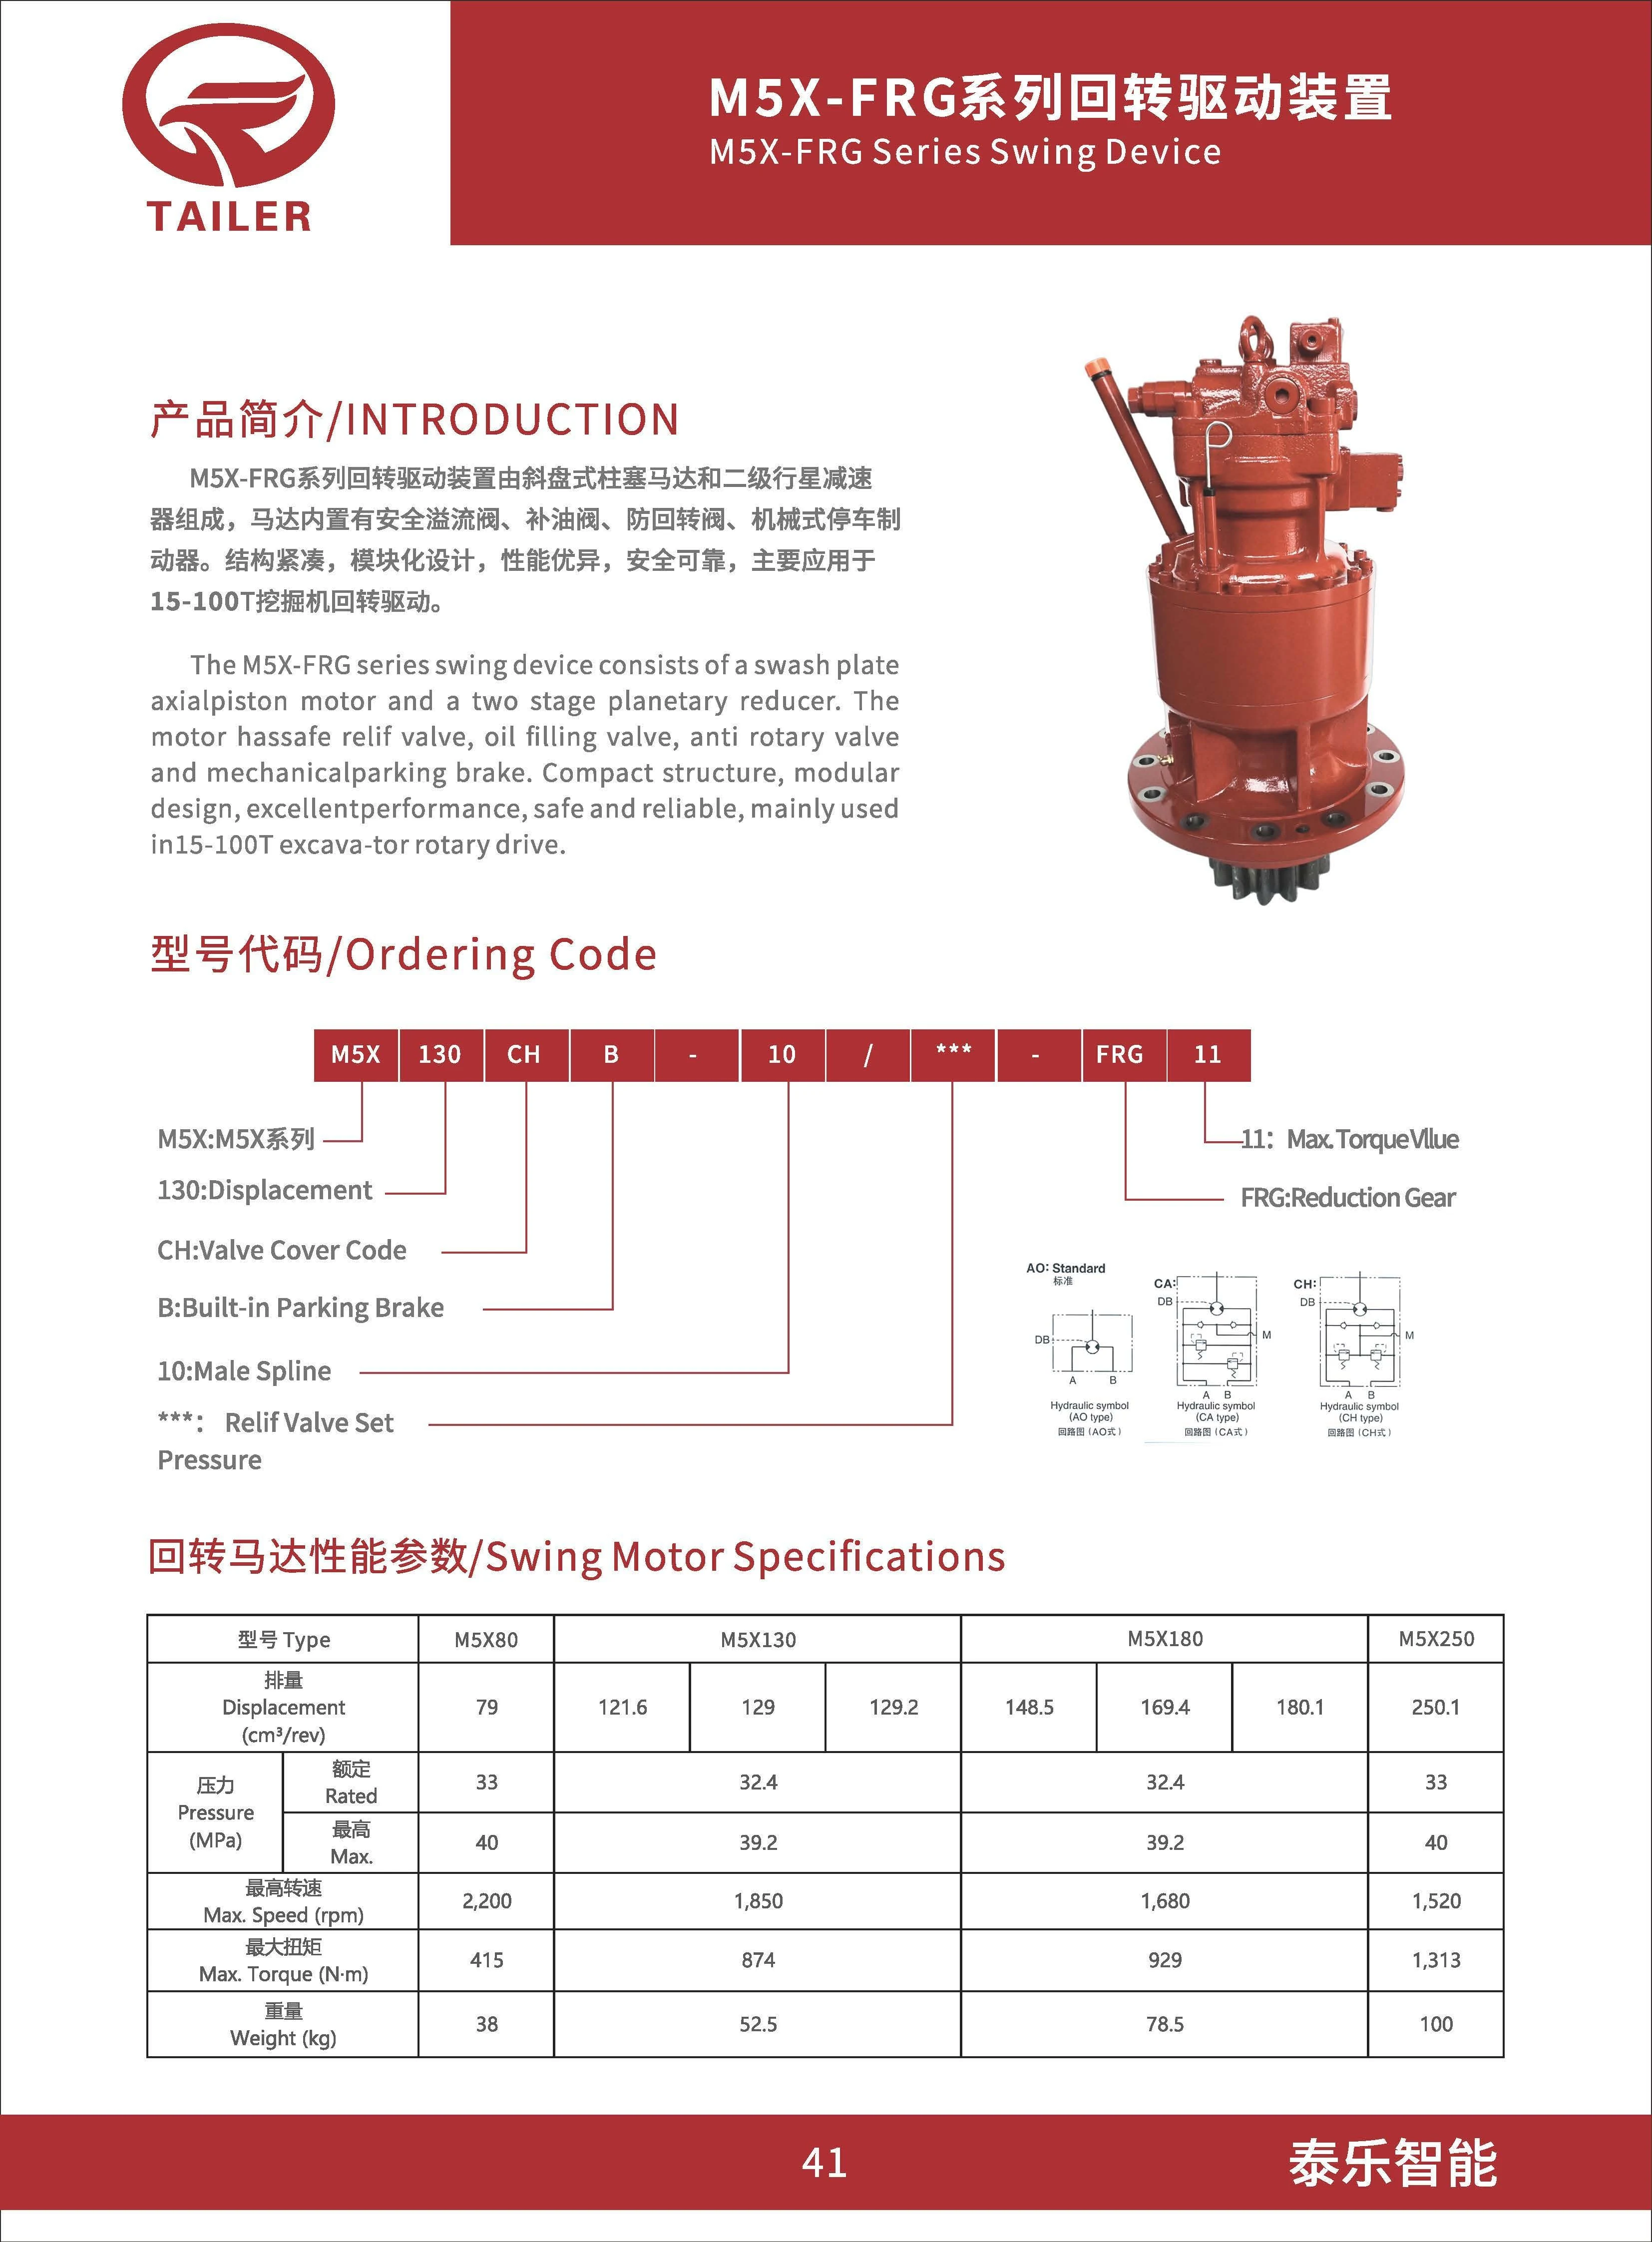 TAILER
M5X-FRG系列回转驱动装置
M5X-FRG Series Swing Device
产品简介/INTRODUCTION
M5X-FRG系列回转驱动装置由斜盘式柱塞马达和二级行星减速
器组成，马达内置有安全溢流阀、补油阀、防回转阀、机械式停车制
动器。结构紧凑，模块化设计，性能优异，安全可靠，主要应用于
15-100T挖掘机回转驱动。
The M5X-FRG series swing device consists of a swash plate
axialpiston motor and a two stage planetary reducer. The
motor hassafe relif valve, oil filling valve, anti rotary valve
and mechanicalparking brake. Compact structure, modular
design, excellentperformance, safe and reliable, mainly used
in15-100T excava-tor rotary drive.
型号代码/Ordering Code
M5X 130 CH B - 10 / *** - FRG 11
M5X:M5X系列
130:Displacement
CH:Valve Cover Code
B:Built-in Parking Brake
10:Male Spline
***： Relif Valve Set
Pressure
11： Max. Torque Vllue
FRG:Reduction Gear
AO: Standard
标准
DB
A B
Hydraulic symbol
(AO type)
回路图（AO式）
CA:
DB
M
A B
Hydraulic symbol
(CA type)
回路图（CA式）
CH:
DB
M
A B
Hydraulic symbol
(CH type)
回路图（CH式）
回转马达性能参数/Swing Motor Specifications
型号 Type M5X80 M5X130 M5X180 M5X250
排量
Displacement
(cm³/rev)
79 121.6 129 129.2 148.5 169.4 180.1 250.1
压力
Pressure
(MPa)
额定
Rated
33 32.4 32.4 33
最高
Max.
40 39.2 39.2 40
最高转速
Max. Speed (rpm)
2,200 1,850 1,680 1,520
最大扭矩
Max. Torque (N·m)
415 874 929 1,313
重量
Weight (kg)
38 52.5 78.5 100
41
泰乐智能